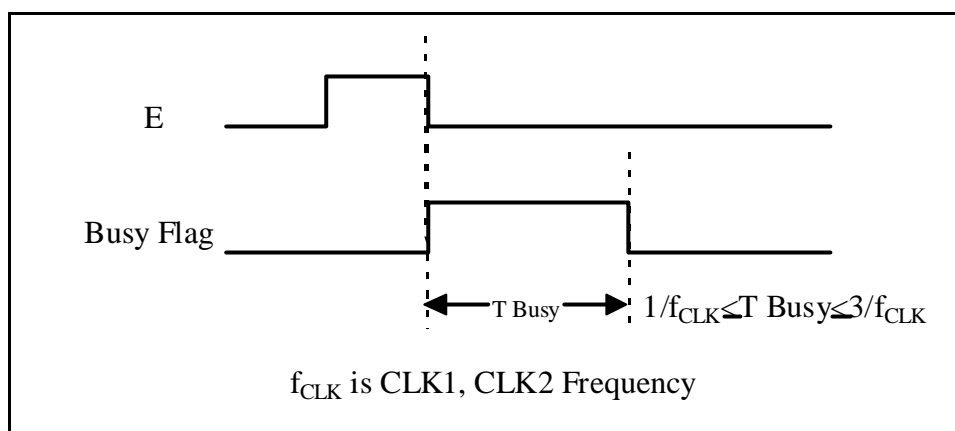 E
Busy Flag
T Busy
1/fCLK≤T Busy≤3/fCLK
fCLK is CLK1, CLK2 Frequency